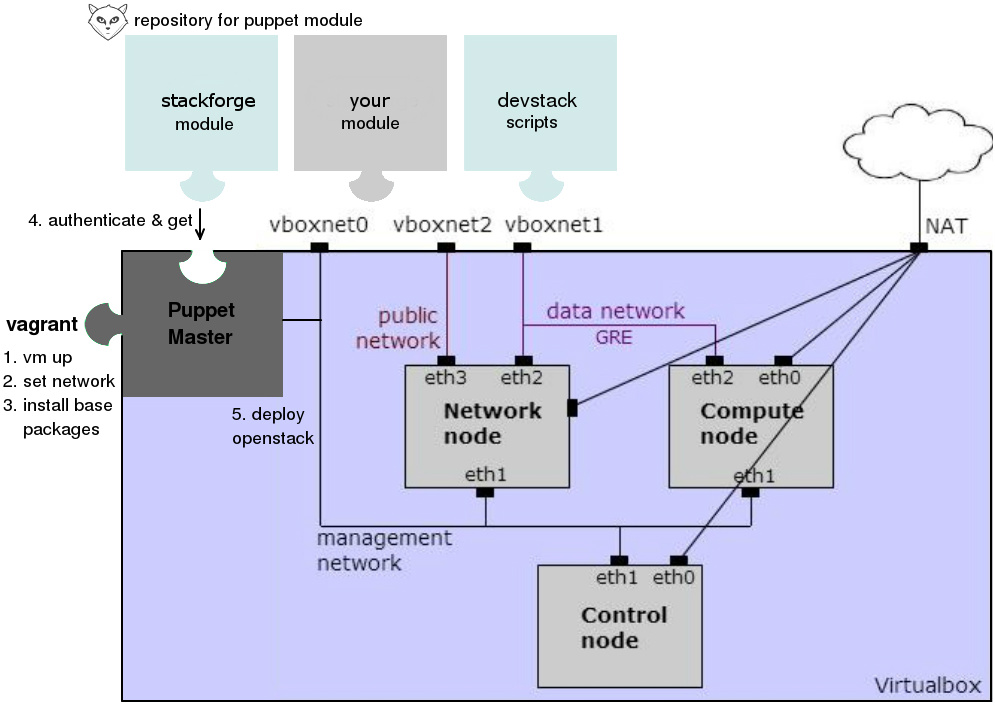 repository for puppet module
stackforge
module
your
module
devstack
scripts
4. authenticate & get
vboxnet0
vboxnet2
vboxnet1
NAT
vagrant
1. vm up
2. set network
3. install base
packages
Puppet
Master
5. deploy
openstack
public
network
data network
GRE
eth3
eth2
Network
node
eth1
eth2
eth0
Compute
node
eth1
management
network
eth1
eth0
Control
node
Virtualbox